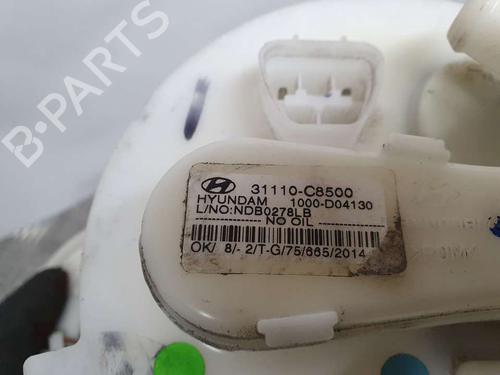 B-PARTS
31110-C8500
HYUNDAM 1000-D04130
L/NO:NDB0278LB
---------- NO OIL ----------
OK/ 8/- 2/T-G/75/665/2014